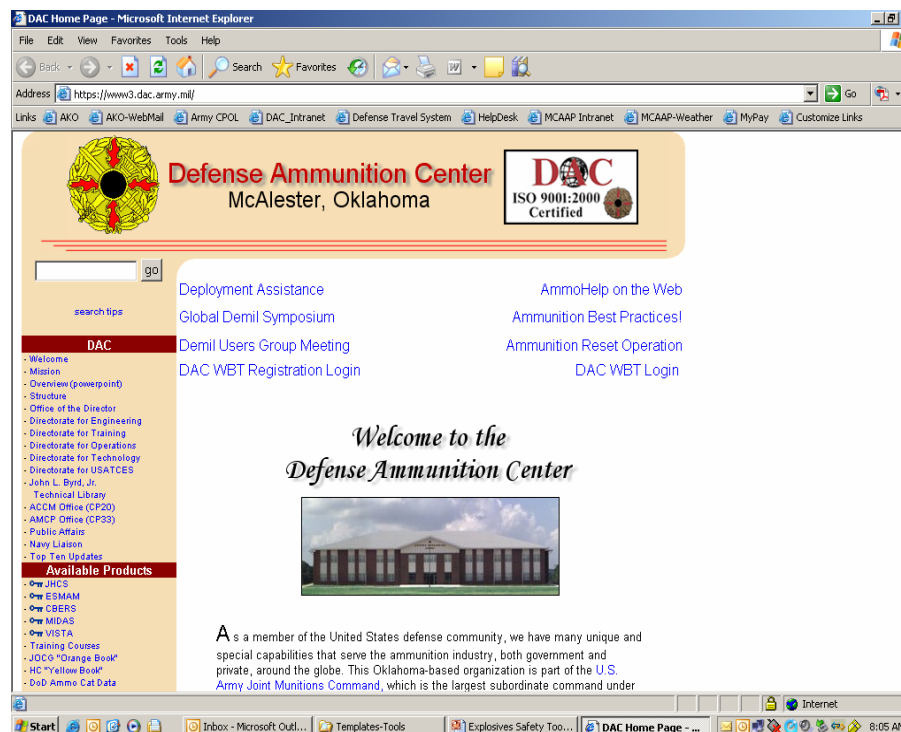 DAC Home Page - Microsoft Internet Explorer
File Edit View Favorites Tools Help
Back Search Favorites
Address https://www3.dac.army.mil/ Go
Links AKO AKO-WebMail Army CPOL DAC_Intranet Defense Travel System HelpDesk MCAAP Intranet MCAAP-Weather MyPay Customize Links
Defense Ammunition Center
McAlester, Oklahoma
DAC
ISO 9001:2000
Certified
go
search tips
Deployment Assistance AmmoHelp on the Web
Global Demil Symposium Ammunition Best Practices!
Demil Users Group Meeting Ammunition Reset Operation
DAC WBT Registration Login DAC WBT Login
DAC
- Welcome
- Mission
- Overview (powerpoint)
- Structure
- Office of the Director
- Directorate for Engineering
- Directorate for Training
- Directorate for Operations
- Directorate for Technology
- Directorate for USATCES
- John L. Byrd, Jr.
Technical Library
- ACCM Office (CP20)
- AMCP Office (CP33)
- Public Affairs
- Navy Liaison
- Top Ten Updates
Available Products
- JHCS
- ESMAM
- CBERS
- MIDAS
- VISTA
- Training Courses
- JOCG "Orange Book"
- HC "Yellow Book"
- DoD Ammo Cat Data
Welcome to the
Defense Ammunition Center
As a member of the United States defense community, we have many unique and
special capabilities that serve the ammunition industry, both government and
private, around the globe. This Oklahoma-based organization is part of the U.S.
Army Joint Munitions Command, which is the largest subordinate command under
Internet
Start Inbox - Microsoft Outl... Templates-Tools Explosives Safety Too... DAC Home Page - ... 8:05 AM